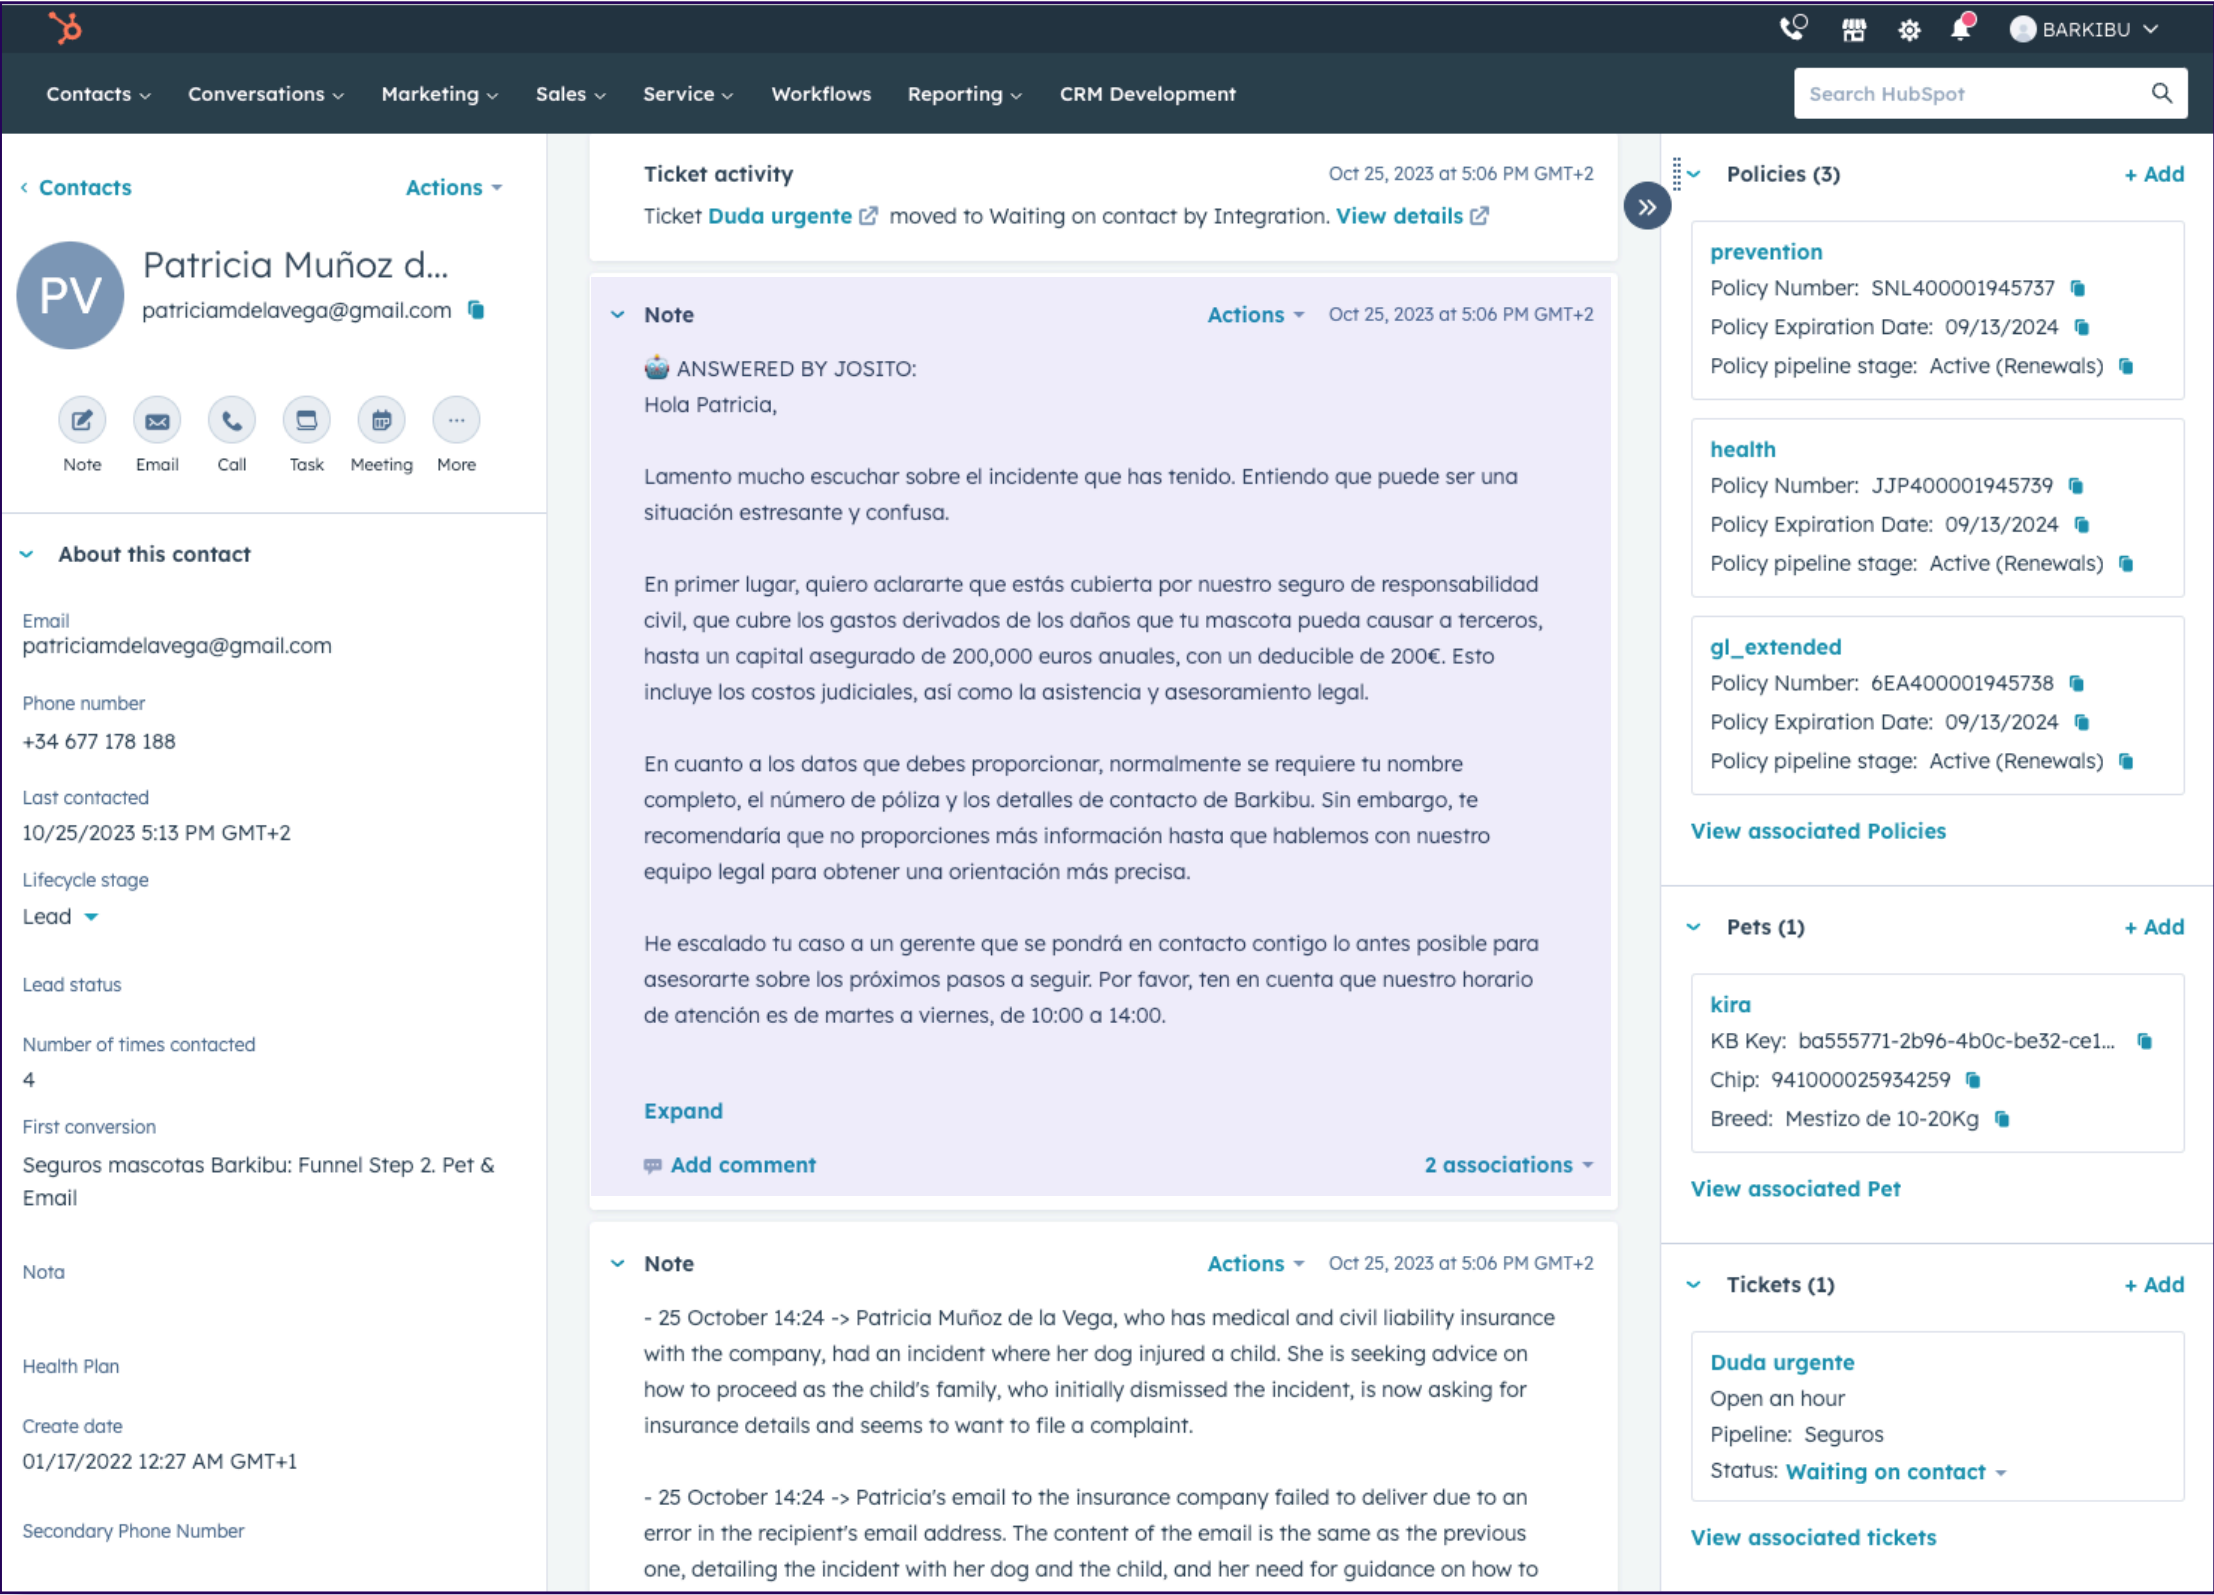 BARKIBU
Contacts
Conversations
Marketing
Sales
Service
Workflows
Reporting
CRM Development
Search HubSpot
Contacts
Actions
PV
Patricia Muñoz d...
patriciamdelavega@gmail.com
Note
Email
Call
Task
Meeting
More
About this contact
Email
patriciamdelavega@gmail.com
Phone number
+34 677 178 188
Last contacted
10/25/2023 5:13 PM GMT+2
Lifecycle stage
Lead
Lead status
Number of times contacted
4
First conversion
Seguros mascotas Barkibu: Funnel Step 2. Pet &
Email
Nota
Health Plan
Create date
01/17/2022 12:27 AM GMT+1
Secondary Phone Number
Ticket activity
Oct 25, 2023 at 5:06 PM GMT+2
Ticket Duda urgente moved to Waiting on contact by Integration. View details
Note
Actions
Oct 25, 2023 at 5:06 PM GMT+2
🤖 ANSWERED BY JOSITO:
Hola Patricia,
Lamento mucho escuchar sobre el incidente que has tenido. Entiendo que puede ser una
situación estresante y confusa.
En primer lugar, quiero aclararte que estás cubierta por nuestro seguro de responsabilidad
civil, que cubre los gastos derivados de los daños que tu mascota pueda causar a terceros,
hasta un capital asegurado de 200,000 euros anuales, con un deducible de 200€. Esto
incluye los costos judiciales, así como la asistencia y asesoramiento legal.
En cuanto a los datos que debes proporcionar, normalmente se requiere tu nombre
completo, el número de póliza y los detalles de contacto de Barkibu. Sin embargo, te
recomendaría que no proporciones más información hasta que hablemos con nuestro
equipo legal para obtener una orientación más precisa.
He escalado tu caso a un gerente que se pondrá en contacto contigo lo antes posible para
asesorarte sobre los próximos pasos a seguir. Por favor, ten en cuenta que nuestro horario
de atención es de martes a viernes, de 10:00 a 14:00.
Expand
Add comment
2 associations
Note
Actions
Oct 25, 2023 at 5:06 PM GMT+2
- 25 October 14:24 -> Patricia Muñoz de la Vega, who has medical and civil liability insurance
with the company, had an incident where her dog injured a child. She is seeking advice on
how to proceed as the child's family, who initially dismissed the incident, is now asking for
insurance details and seems to want to file a complaint.
- 25 October 14:24 -> Patricia's email to the insurance company failed to deliver due to an
error in the recipient's email address. The content of the email is the same as the previous
one, detailing the incident with her dog and the child, and her need for guidance on how to
Policies (3)
+ Add
prevention
Policy Number: SNL400001945737
Policy Expiration Date: 09/13/2024
Policy pipeline stage: Active (Renewals)
health
Policy Number: JJP400001945739
Policy Expiration Date: 09/13/2024
Policy pipeline stage: Active (Renewals)
gl_extended
Policy Number: 6EA400001945738
Policy Expiration Date: 09/13/2024
Policy pipeline stage: Active (Renewals)
View associated Policies
Pets (1)
+ Add
kira
KB Key: ba555771-2b96-4b0c-be32-ce1...
Chip: 941000025934259
Breed: Mestizo de 10-20Kg
View associated Pet
Tickets (1)
+ Add
Duda urgente
Open an hour
Pipeline: Seguros
Status: Waiting on contact
View associated tickets